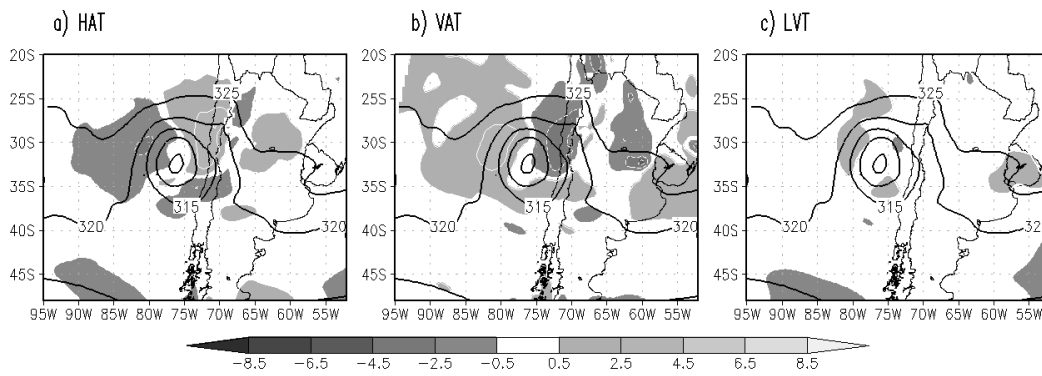 a) HAT b) VAT c) LVT
20S 20S 20S
325 325 325
25S 25S 25S
30S 30S 30S
35S 35S 35S
315 315 315
320 320 320 320 320 32
40S 40S 40S
45S 45S 45S
95W 90W 85W 80W 75W 70W 65W 60W 55W 95W 90W 85W 80W 75W 70W 65W 60W 55W 95W 90W 85W 80W 75W 70W 65W 60W 55W
−8.5 −6.5 −4.5 −2.5 −0.5 0.5 2.5 4.5 6.5 8.5